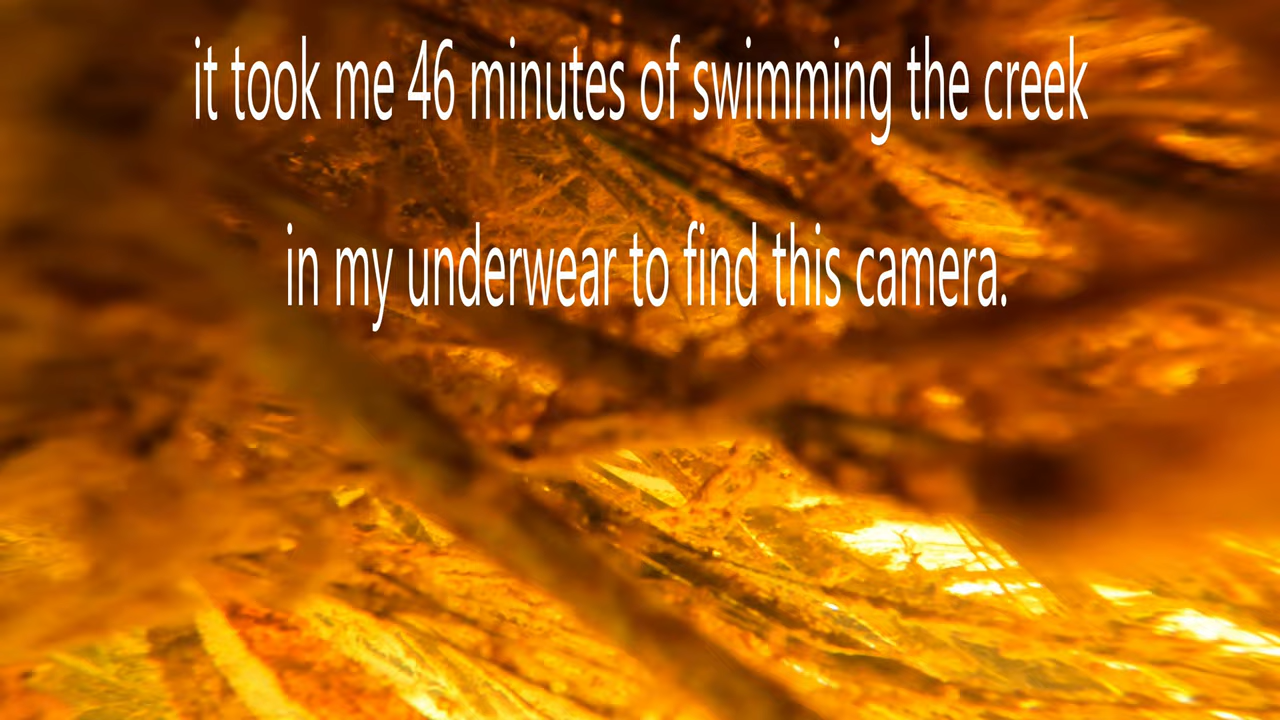 it took me 46 minutes of swimming the creek
in my underwear to find this camera.